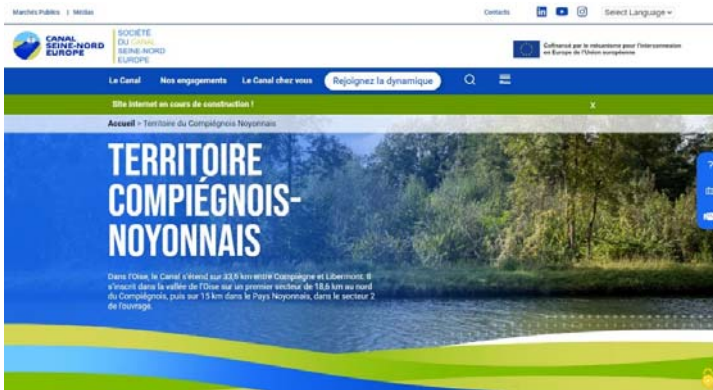 Marchés Publics | Médias
Contacts
Select Language
CANAL
SEINE-NORD
EUROPE
SOCIÉTÉ
DU CANAL
SEINE-NORD
EUROPE
Cofinancé par le mécanisme pour l'interconnexion
en Europe de l'Union européenne
Le Canal Nos engagements Le Canal chez vous Rejoignez la dynamique
Site internet en cours de construction ! X
Accueil > Territoire du Compiégnois Noyonnais
TERRITOIRE
COMPIÉGNOIS-
NOYONNAIS
Dans l'Oise, le Canal s'étend sur 33,6 km entre Compiègne et Libermont. Il
s'inscrit dans la vallée de l'Oise sur un premier secteur de 18,6 km au nord
du Compiégnois, puis sur 15 km dans le Pays Noyonnais, dans le secteur 2
de l'ouvrage.
?